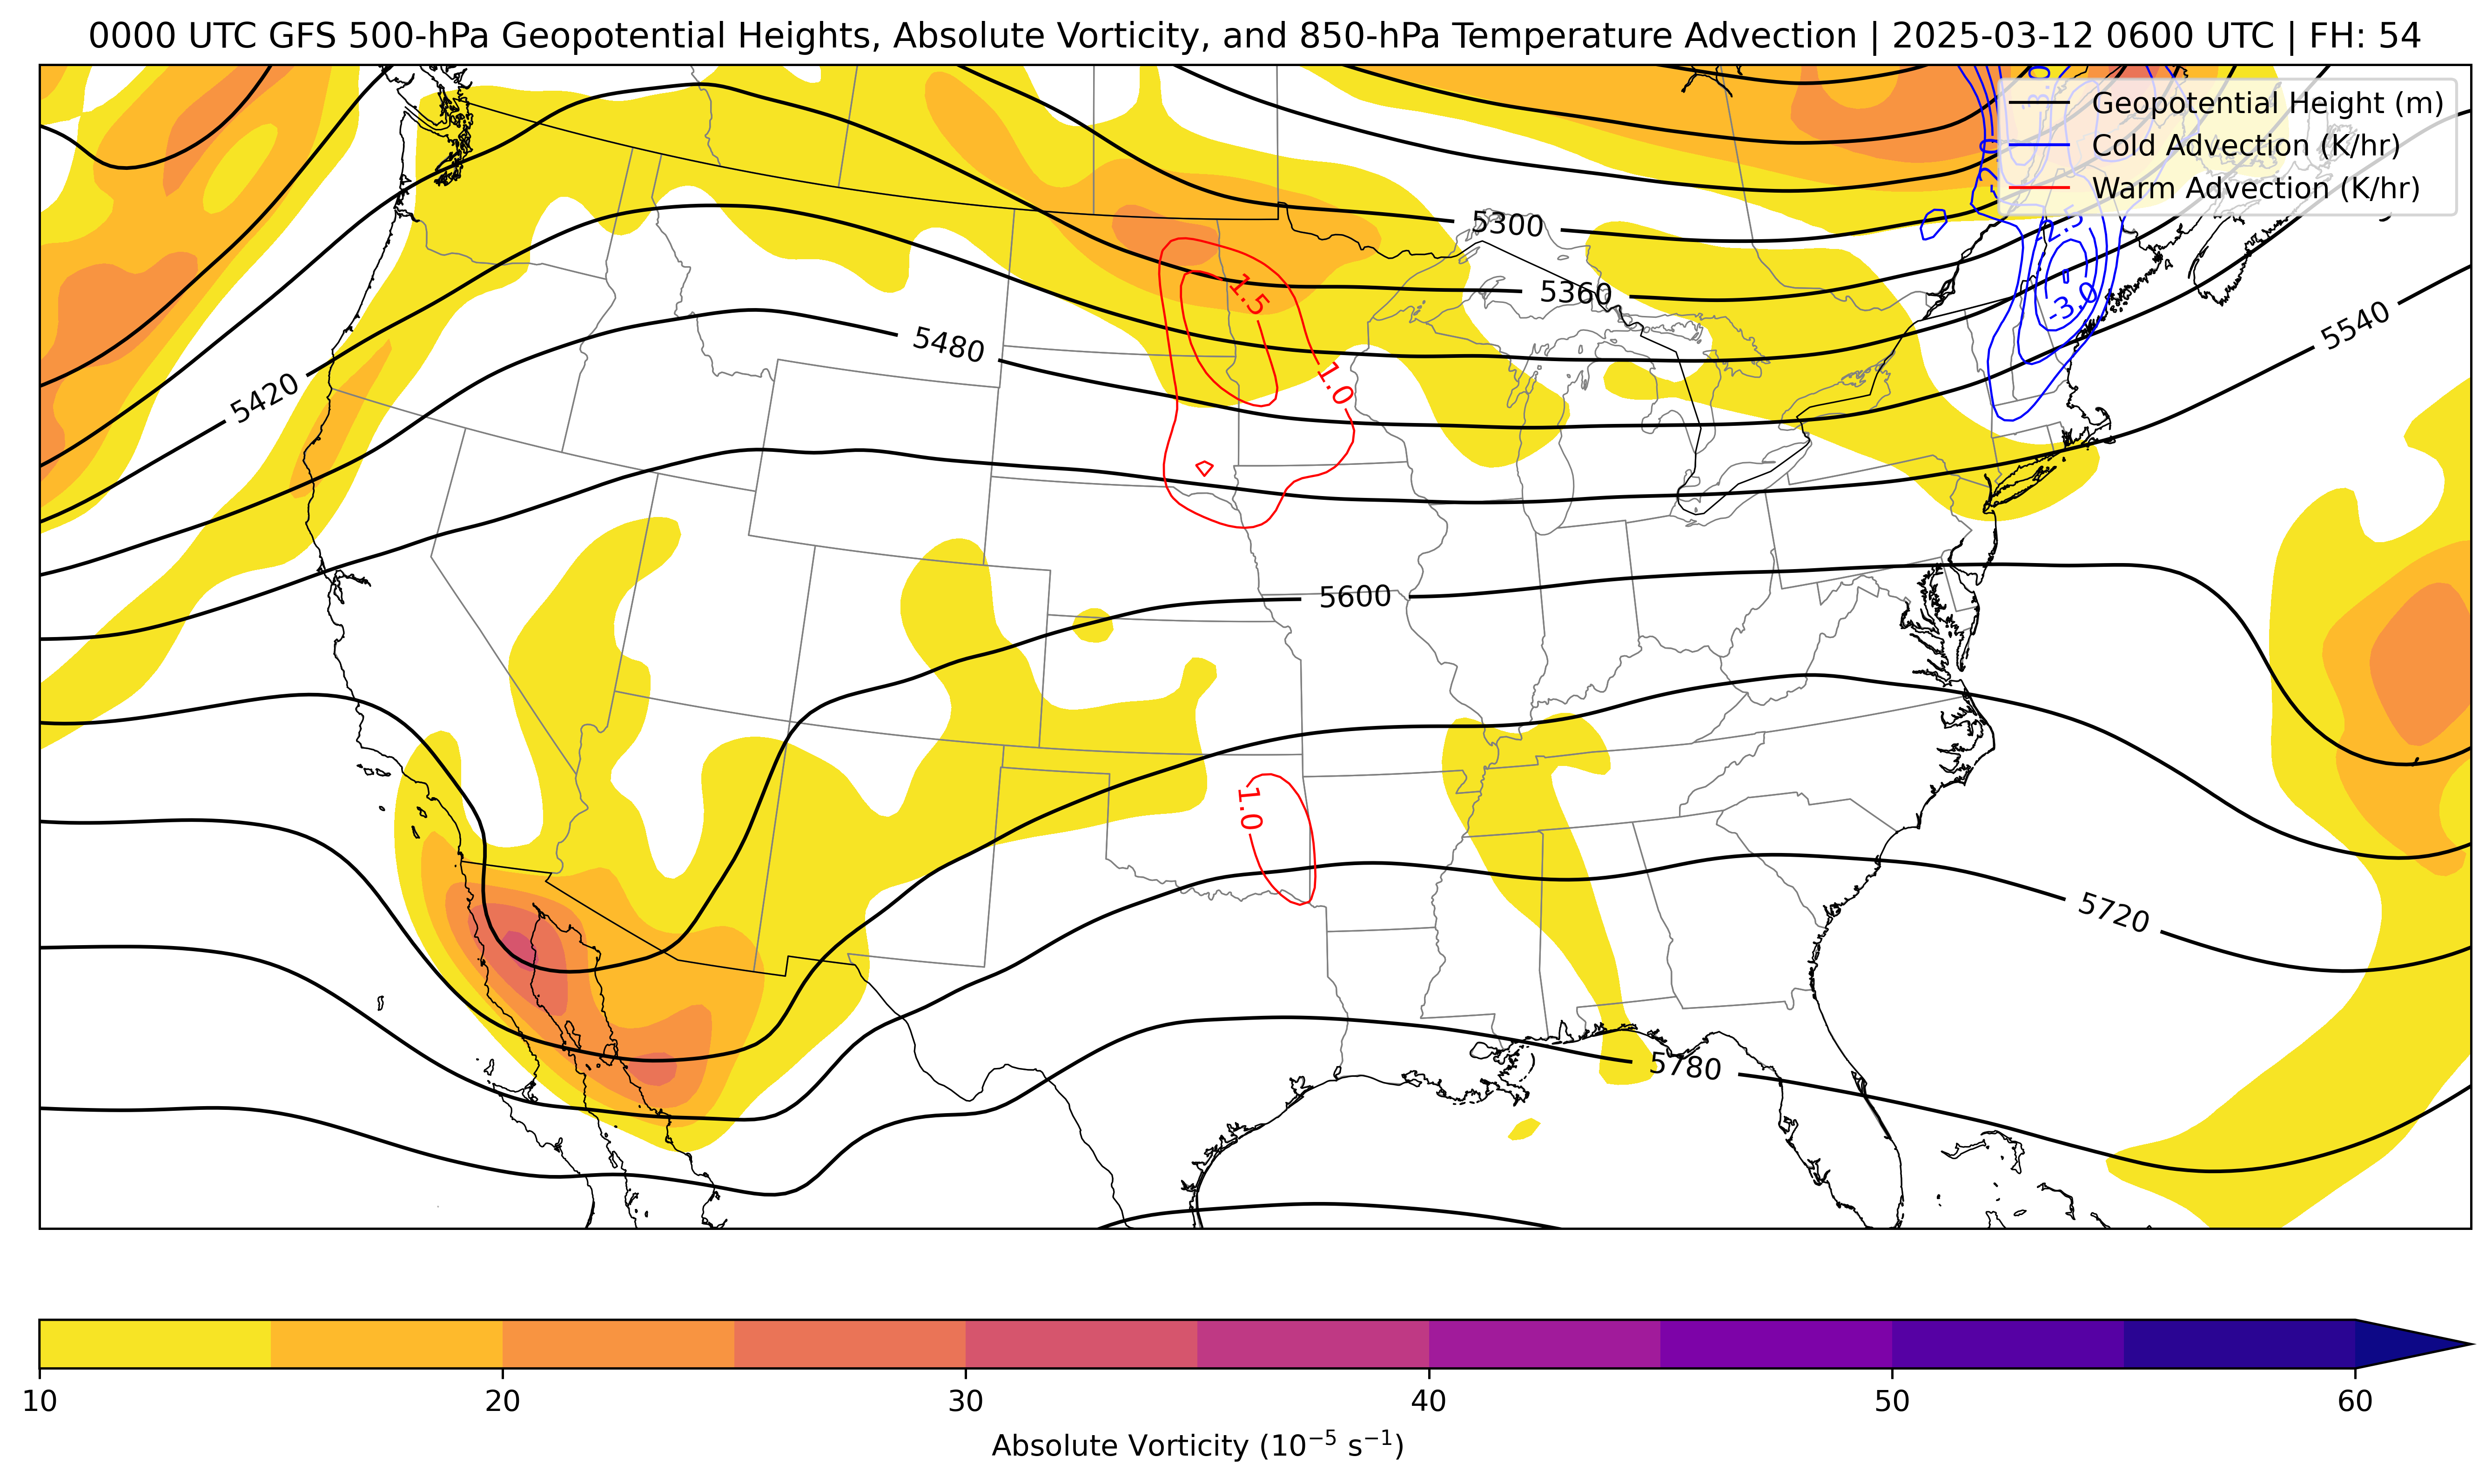 0000 UTC GFS 500-hPa Geopotential Heights, Absolute Vorticity, and 850-hPa Temperature Advection | 2025-03-12 0600 UTC | FH: 54
Geopotential Height (m)
Cold Advection (K/hr)
Warm Advection (K/hr)
5300
-2.5
1.5
5360
-3.0
5540
5480
1.0
5420
5600
1.0
5720
5780
10 20 30 40 50 60
Absolute Vorticity (10⁻⁵ s⁻¹)